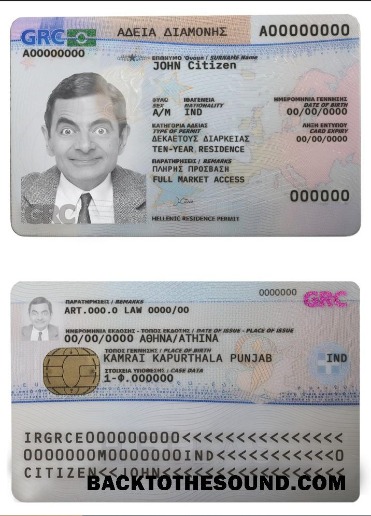 GRC ΑΔΕΙΑ ΔΙΑΜΟΝΗΣ A00000000
A00000000
ΕΠΩΝΥΜΟ Όνομα / SURNAME Name
JOHN Citizen
ΦΥΛΟ ΙΘΑΓΕΝΕΙΑ ΗΜΕΡΟΜΗΝΙΑ ΓΕΝΝΗΣΗΣ
SEX NATIONALITY DATE OF BIRTH
A/M IND 00/00/0000
ΚΑΤΗΓΟΡΙΑ ΑΔΕΙΑΣ ΛΗΞΗ ΕΝΤΥΠΟΥ
TYPE OF PERMIT CARD EXPIRY
ΔΕΚΑΕΤΟΥΣ ΔΙΑΡΚΕΙΑΣ 00/00/0000
TEN-YEAR RESIDENCE
ΠΑΡΑΤΗΡΗΣΕΙΣ / REMARKS
ΠΛΗΡΗΣ ΠΡΟΣΒΑΣΗ
FULL MARKET ACCESS
000000
GRC
HELLENIC RESIDENCE PERMIT
0000000 GRC
ΠΑΡΑΤΗΡΗΣΕΙΣ / REMARKS
ART.000.0 LAW 0000/00
ΗΜΕΡΟΜΗΝΙΑ ΕΚΔΟΣΗΣ - ΤΟΠΟΣ ΕΚΔΟΣΗΣ / DATE OF ISSUE - PLACE OF ISSUE
00/00/0000 ΑΘΗΝΑ/ATHINA
ΤΟΠΟΣ ΓΕΝΝΗΣΗΣ / PLACE OF BIRTH
KAMRAI KAPURTHALA PUNJAB IND
ΣΤΟΙΧΕΙΑ ΥΠΟΘΕΣΗΣ / CASE DATA
1-Φ.000000
IRGRCE000000000<<<<<<<<<<<<<<<
0000000M0000000IND<<<<<<<<<<<0
CITIZEN<<JOHN<<<<<<<<<<<<<<<<<
BACKTOTHESOUND.COM